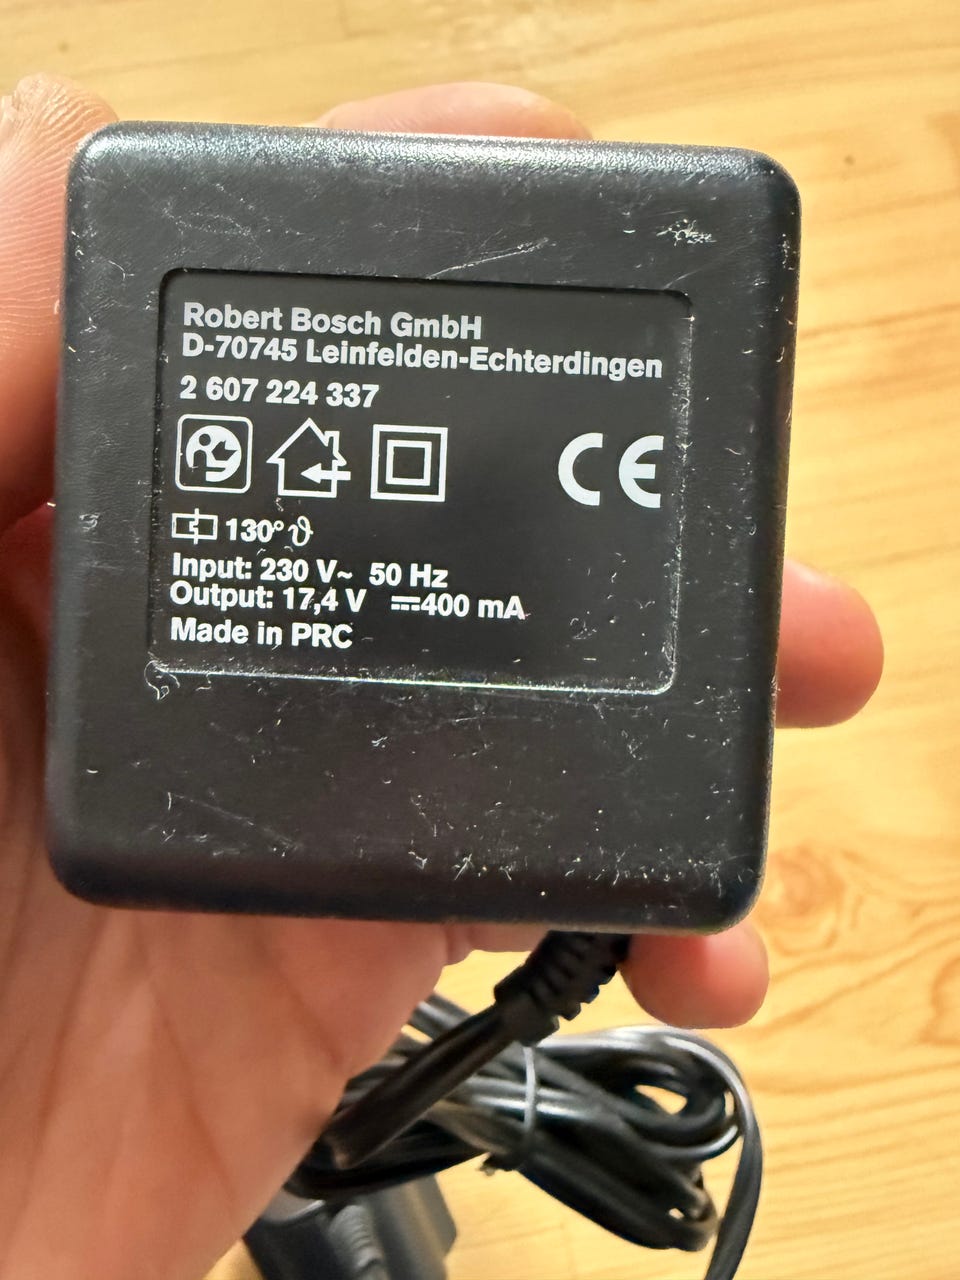 Robert Bosch GmbH
D-70745 Leinfelden-Echterdingen
2 607 224 337
CE
130° ϑ
Input: 230 V~ 50 Hz
Output: 17,4 V ⎓400 mA
Made in PRC